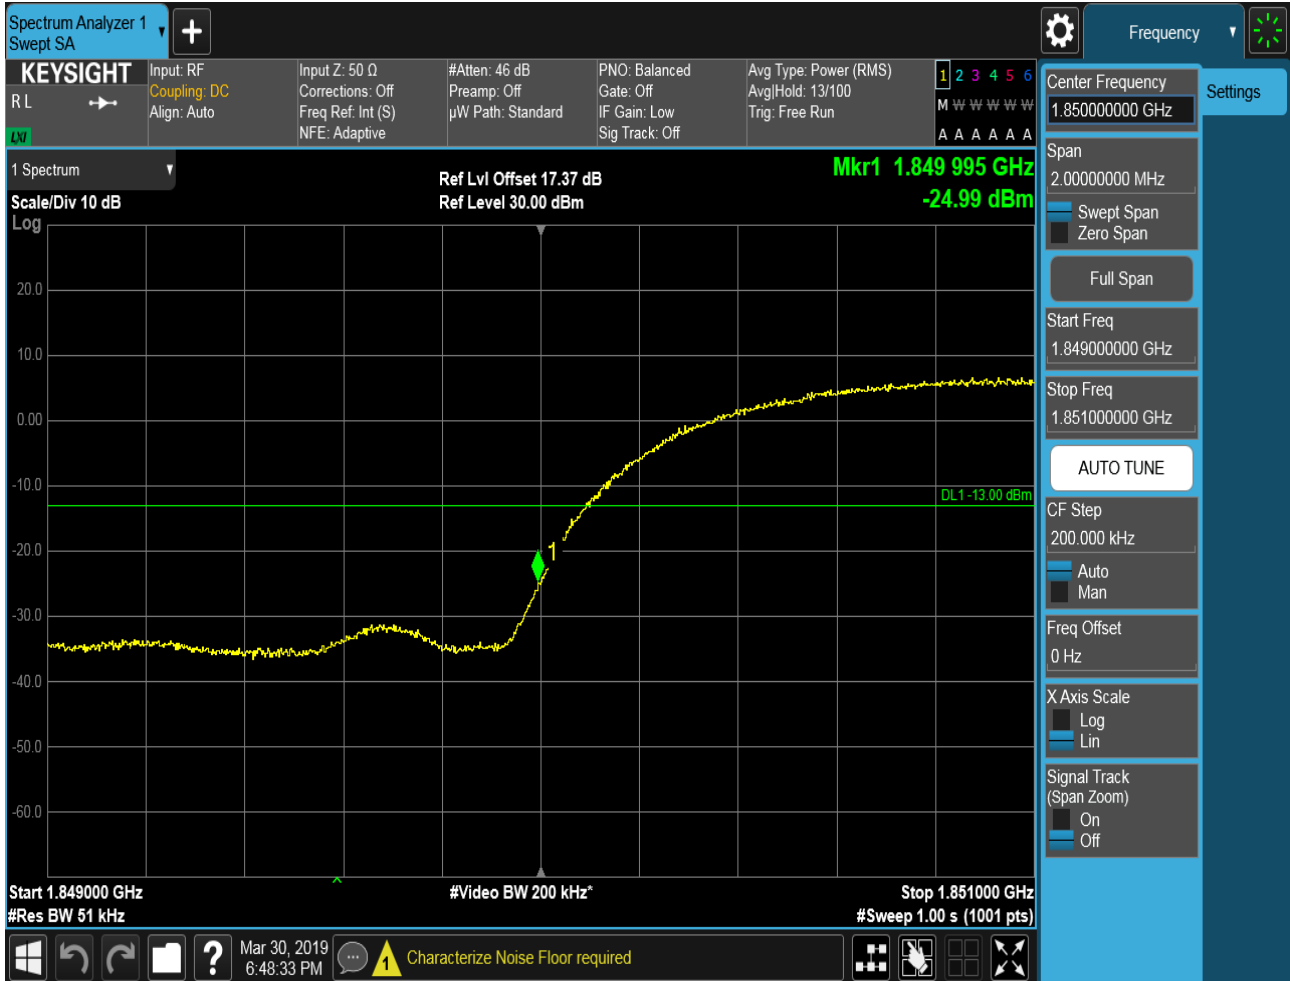 Spectrum Analyzer 1
Swept SA
Frequency
KEYSIGHT
R L
LXI
Input: RF
Coupling: DC
Align: Auto
Input Z: 50 Ω
Corrections: Off
Freq Ref: Int (S)
NFE: Adaptive
#Atten: 46 dB
Preamp: Off
µW Path: Standard
PNO: Balanced
Gate: Off
IF Gain: Low
Sig Track: Off
Avg Type: Power (RMS)
Avg|Hold: 13/100
Trig: Free Run
1 2 3 4 5 6
M W W W W W
A A A A A A
1 Spectrum
Scale/Div 10 dB
Log
Ref Lvl Offset 17.37 dB
Ref Level 30.00 dBm
Mkr1 1.849 995 GHz
-24.99 dBm
20.0
10.0
0.00
-10.0
DL1 -13.00 dBm
-20.0
1
-30.0
-40.0
-50.0
-60.0
Start 1.849000 GHz
#Video BW 200 kHz*
Stop 1.851000 GHz
#Res BW 51 kHz
#Sweep 1.00 s (1001 pts)
Center Frequency
1.850000000 GHz
Settings
Span
2.00000000 MHz
Swept Span
Zero Span
Full Span
Start Freq
1.849000000 GHz
Stop Freq
1.851000000 GHz
AUTO TUNE
CF Step
200.000 kHz
Auto
Man
Freq Offset
0 Hz
X Axis Scale
Log
Lin
Signal Track
(Span Zoom)
On
Off
?
Mar 30, 2019
6:48:33 PM
1
Characterize Noise Floor required